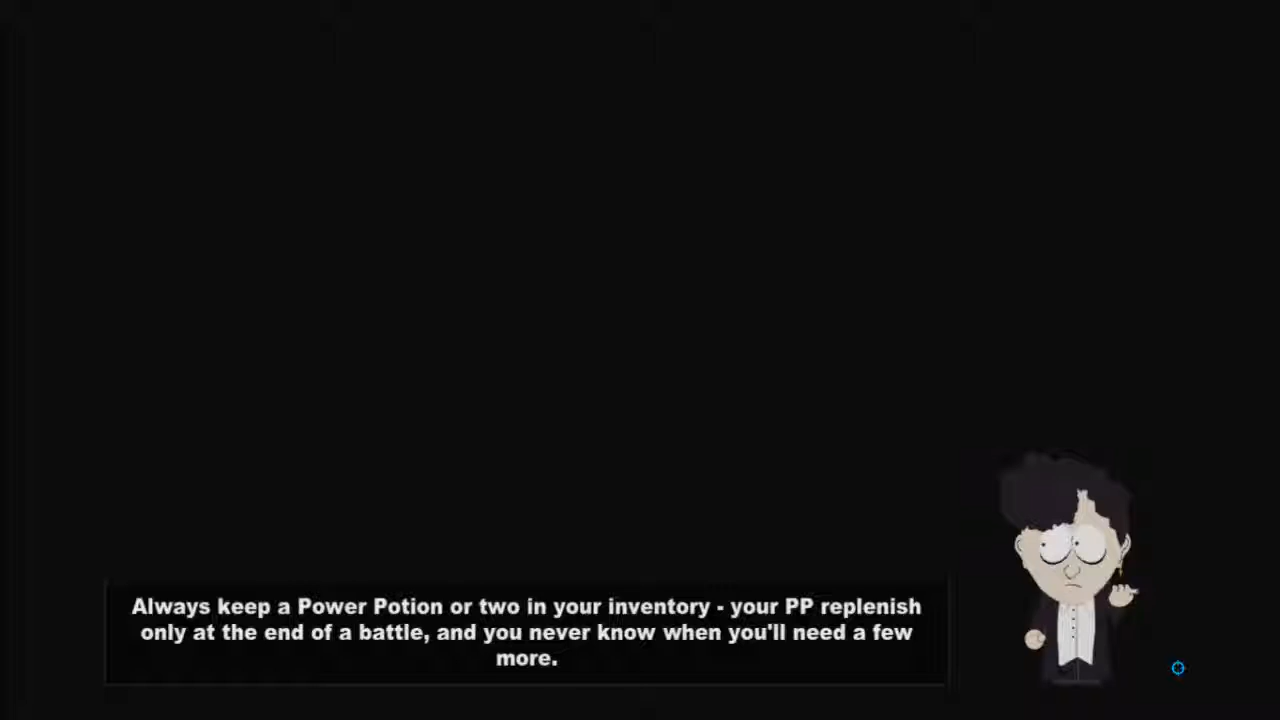 Always keep a Power Potion or two in your inventory - your PP replenish
only at the end of a battle, and you never know when you'll need a few
more.